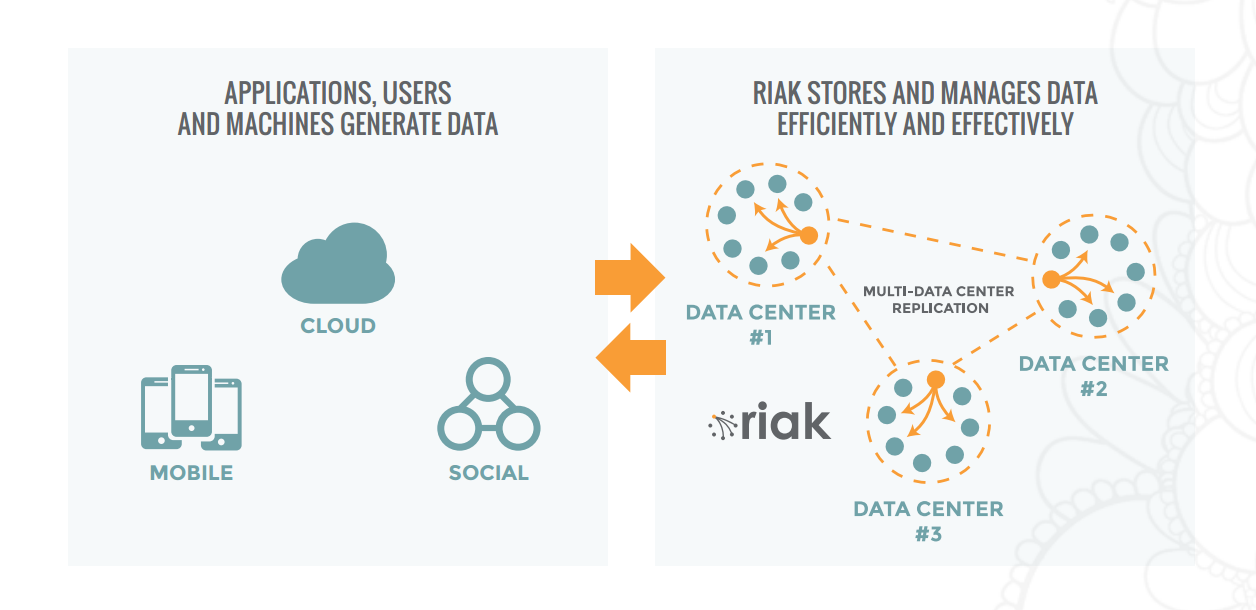 APPLICATIONS, USERS
AND MACHINES GENERATE DATA
CLOUD
MOBILE
SOCIAL
RIAK STORES AND MANAGES DATA
EFFICIENTLY AND EFFECTIVELY
MULTI-DATA CENTER
REPLICATION
DATA CENTER
#1
DATA CENTER
#2
riak
DATA CENTER
#3